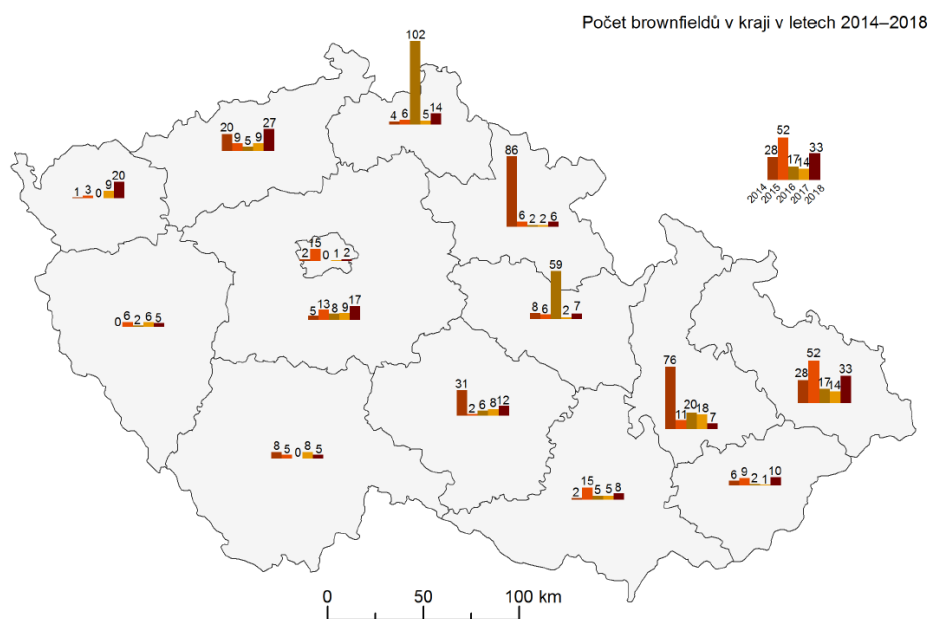 Počet brownfieldů v kraji v letech 2014–2018
102
4 6 5 14
20 9 5 9 27
52
28 17 14 33
2014 2015 2016 2017 2018
86
6 2 2 6
1 3 0 9 20
15
2 0 1 2
59
8 6 2 7
5 13 8 9 17
0 6 2 6 5
76
11 20 18 7
52
28 17 14 33
31
2 6 8 12
8 5 0 8 5
6 9 2 1 10
2 15 5 5 8
0 50 100 km